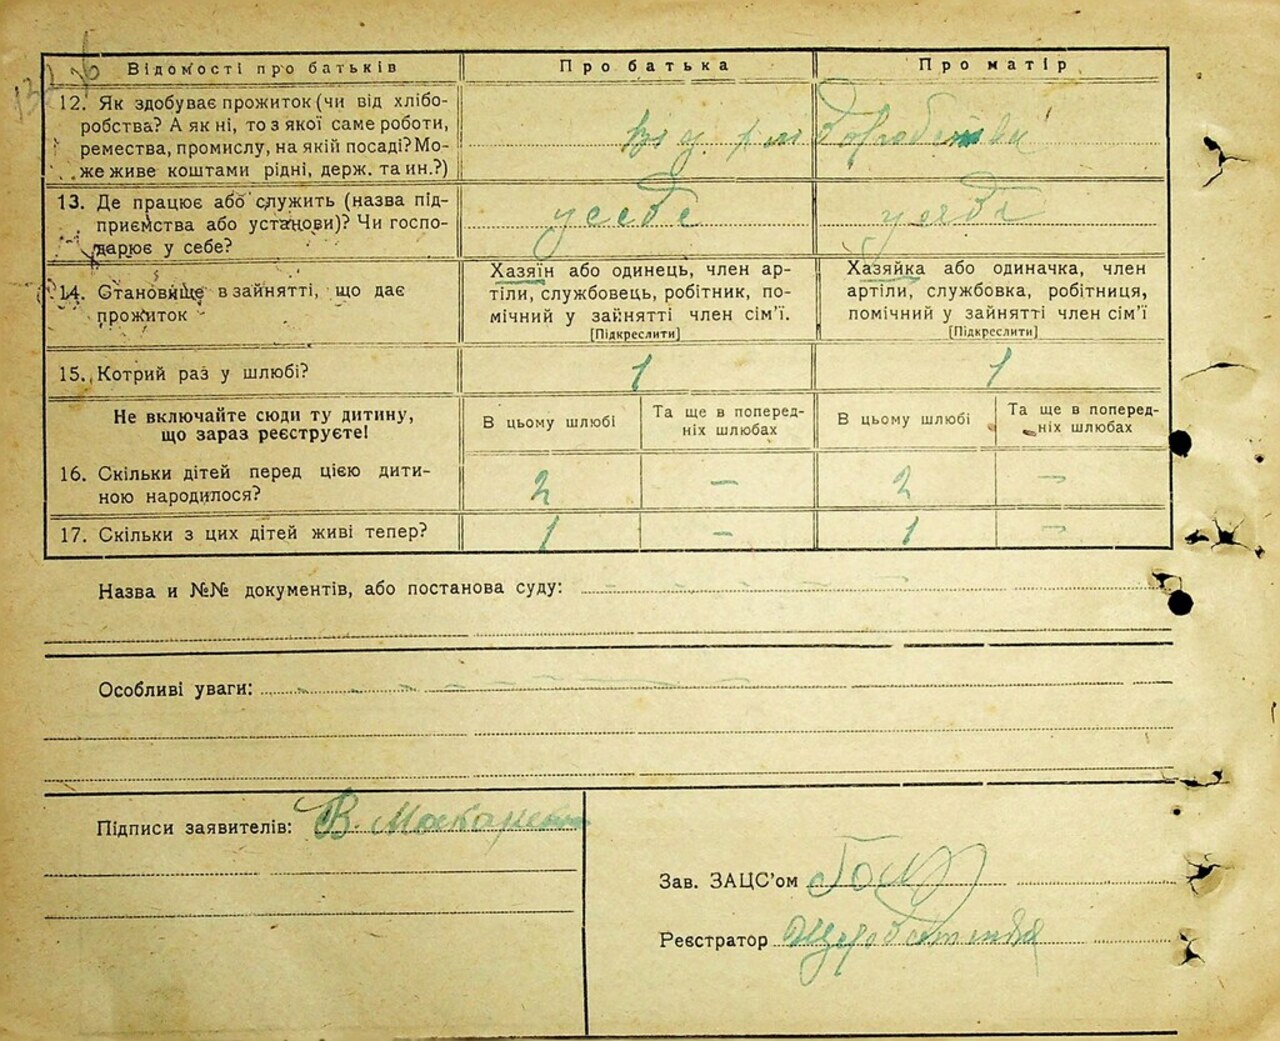 Відомості про батьків
Про батька
Про матір
12. Як здобуває прожиток (чи від хлібо-
робства? А як ні, то з якої саме роботи,
ремества, промислу, на якій посаді? Мо-
же живе коштами рідні, держ. та ин.?)
від хліборобства
13. Де працює або служить (назва під-
приємства або установи)? Чи госпо-
дарює у себе?
у себе
у себе
14. Становище в зайнятті, що дає
прожиток
Хазяїн або одинець, член ар-
тіли, службовець, робітник, по-
мічний у зайнятті член сім'ї.
[Підкреслити]
Хазяйка або одиначка, член
артіли, службовка, робітниця,
помічний у зайнятті член сім'ї
[Підкреслити]
15. Котрий раз у шлюбі?
1
1
Не включайте сюди ту дитину,
що зараз реєструєте!
В цьому шлюбі
Та ще в поперед-
ніх шлюбах
В цьому шлюбі
Та ще в поперед-
ніх шлюбах
16. Скільки дітей перед цією дити-
ною народилося?
2
—
2
—
17. Скільки з цих дітей живі тепер?
1
—
1
—
Назва и №№ документів, або постанова суду:
Особливі уваги:
Підписи заявителів: В.
Зав. ЗАЦС'ом
Реєстратор